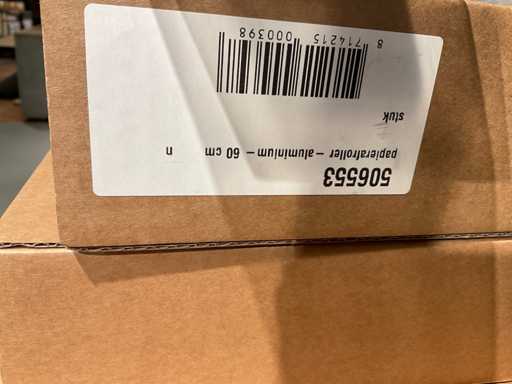 506553
papierafroller – aluminium – 60 cm n
stuk
8 714215 000398